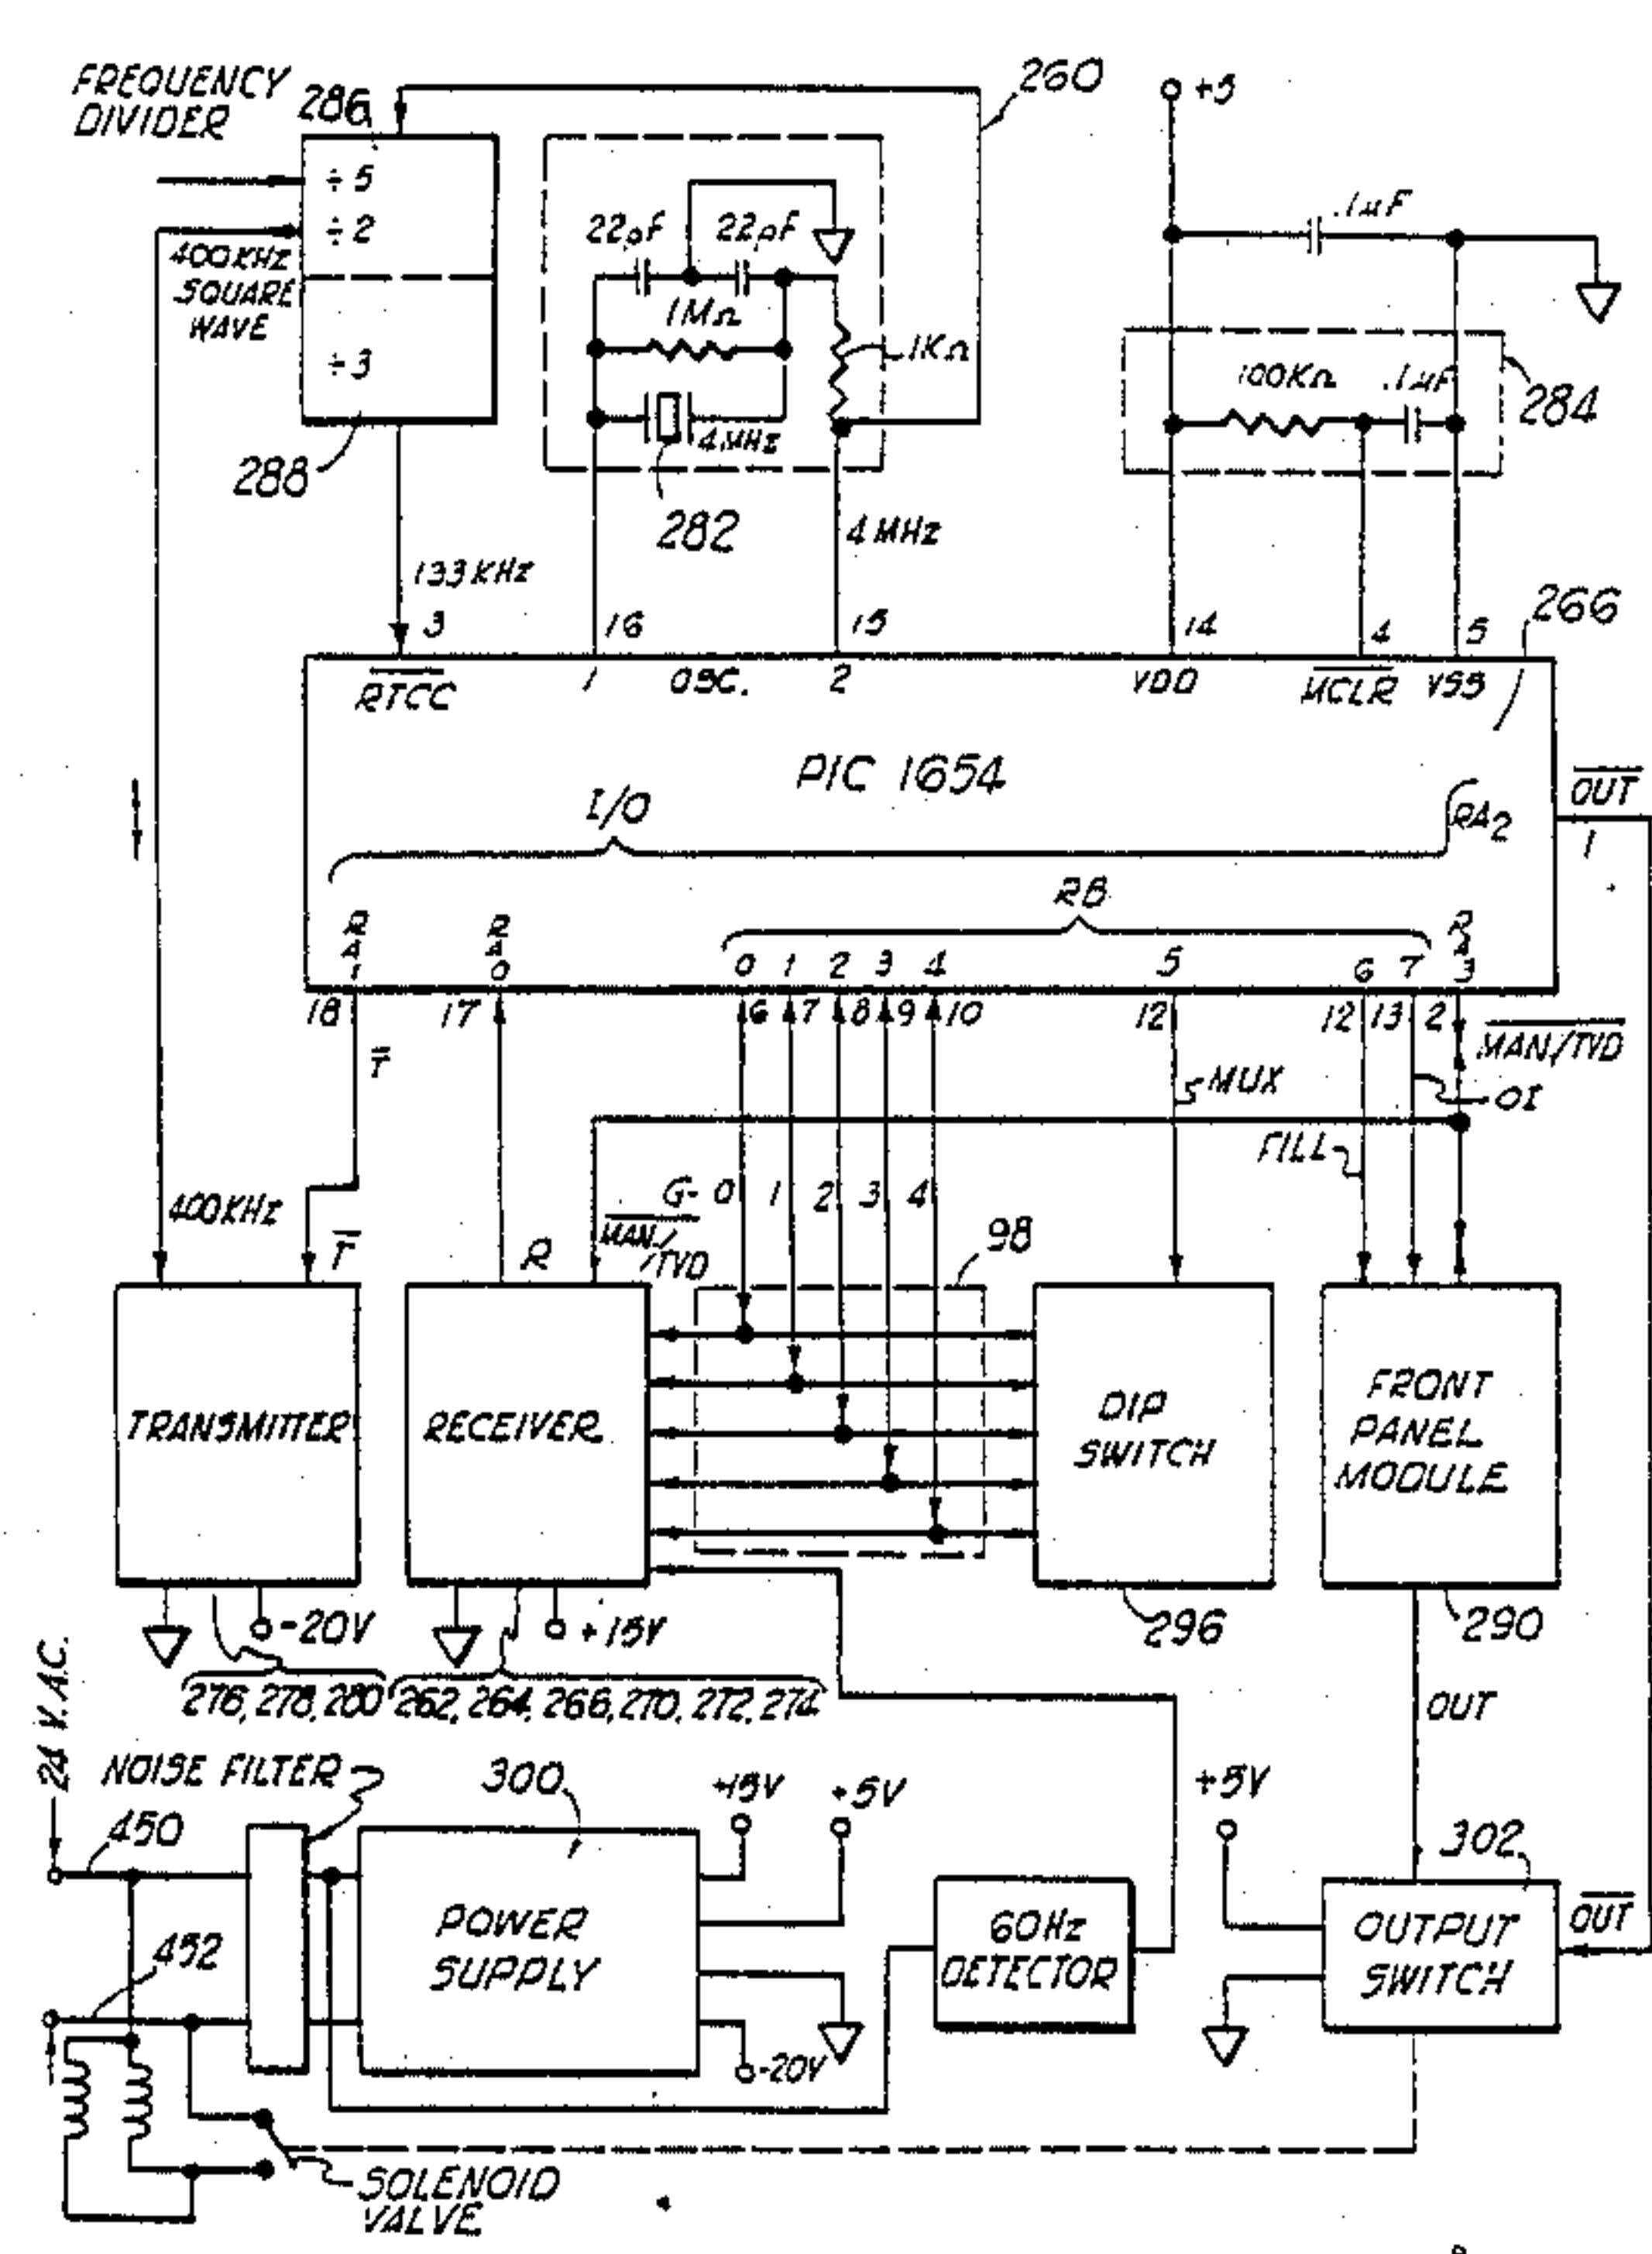 FREQUENCY
DIVIDER
286
260
+5
÷5
÷2
400KHz
SQUARE
WAVE
÷3
22pF 22pF
1MΩ
1KΩ
4MHz
.1µF
100KΩ .1µF
284
288
282
4 MHz
133 KHz
3 16 15 14 4 5
266
RTCC 1 OSC. 2 VDD MCLR VSS
PIC 1654
I/O
RA2
OUT
1
RB
RA1 RA0 0 1 2 3 4 5 6 7 RA3
18 17 6 7 8 9 10 12 12 13 2
T
MAN/TVD
MUX
OI
FILL
G- 0 1 2 3 4
400KHz
T
R
MAN/
/TVD
98
TRANSMITTER
RECEIVER
DIP
SWITCH
FRONT
PANEL
MODULE
-20V
+15V
296
290
276, 278, 280
262, 264, 266, 270, 272, 274
OUT
24 V.A.C.
NOISE FILTER
300
+15V
+5V
+5V
450
302
452
POWER
SUPPLY
60Hz
DETECTOR
OUTPUT
SWITCH
OUT
-20V
SOLENOID
VALVE